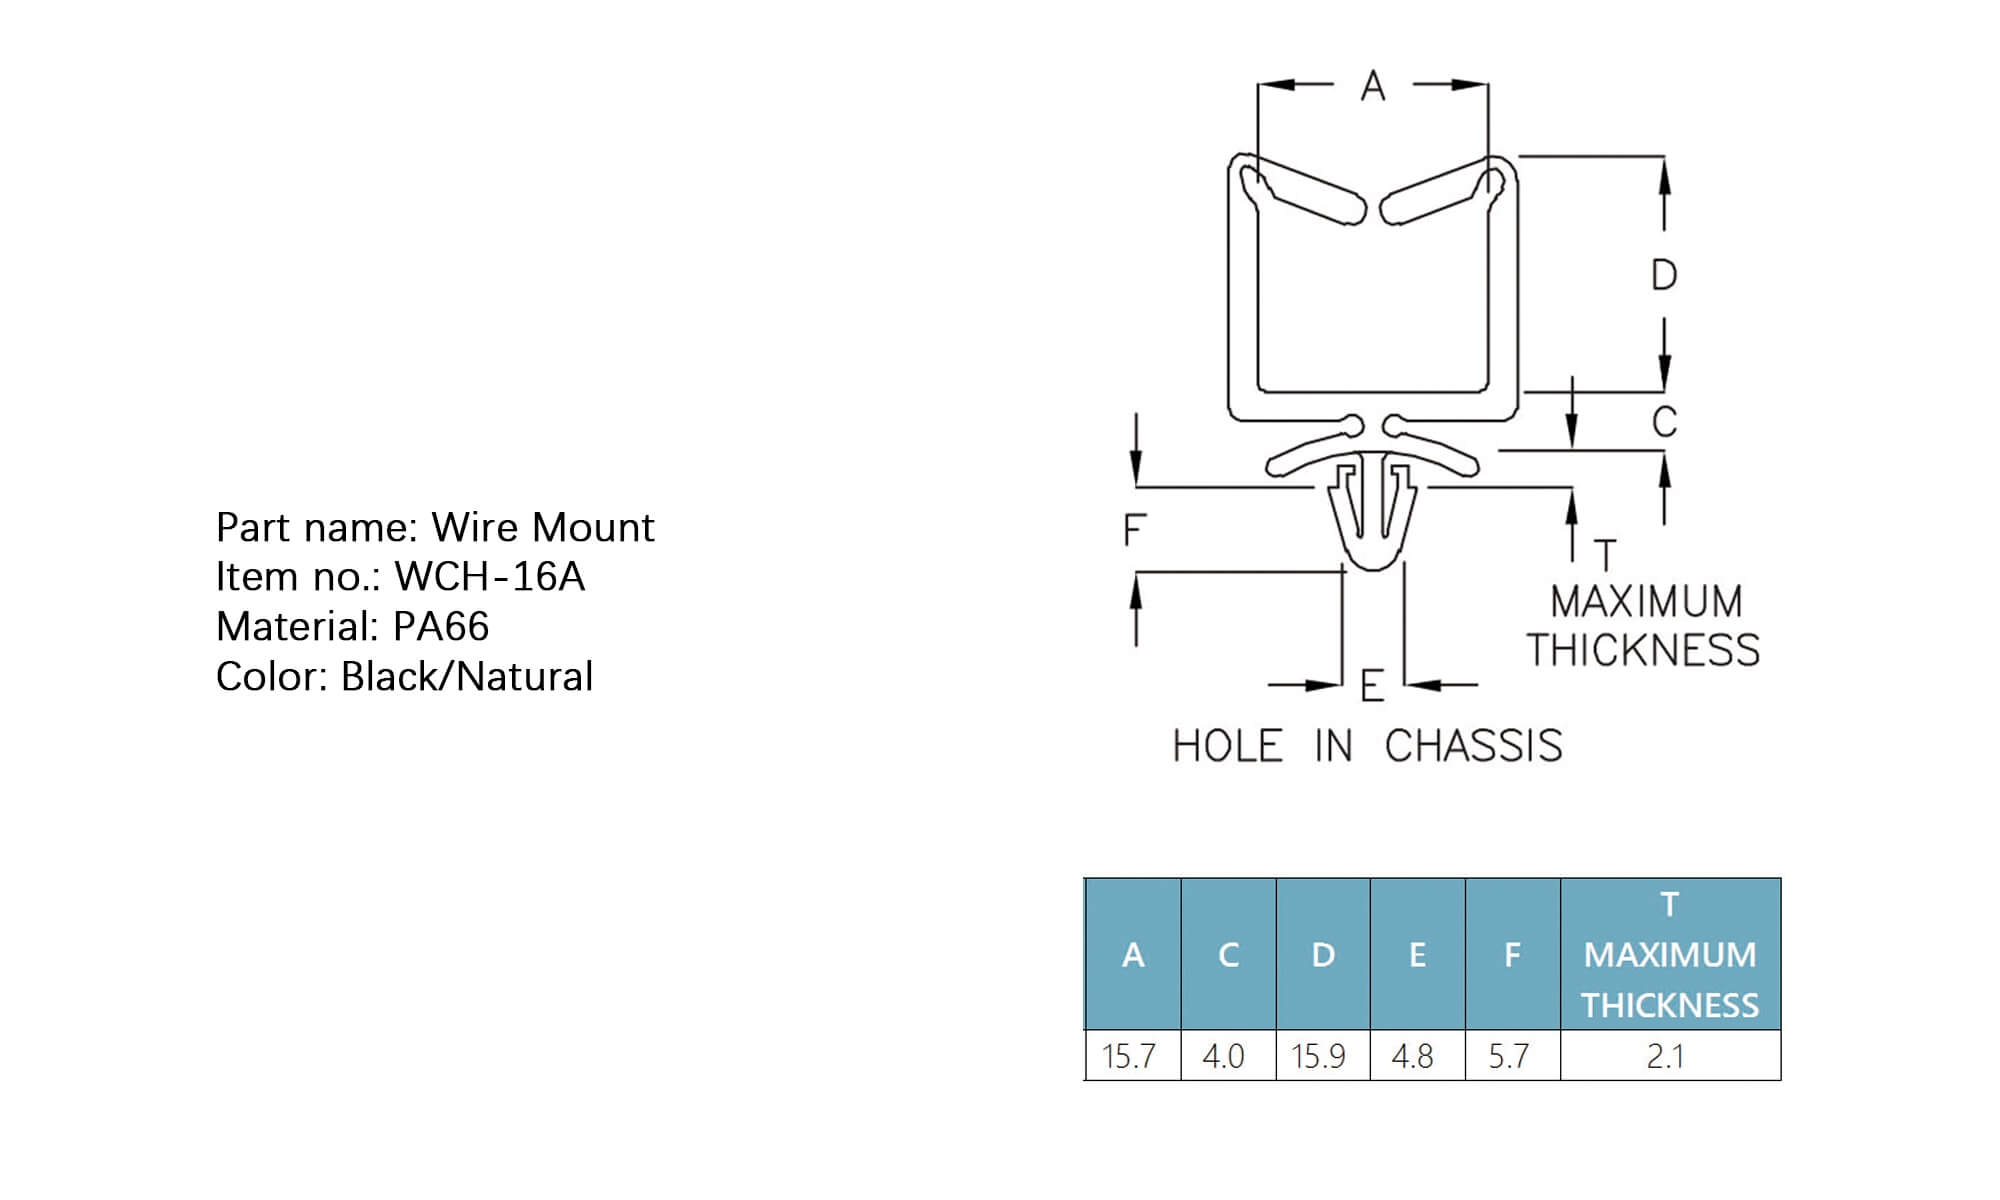 Part name: Wire Mount
Item no.: WCH-16A
Material: PA66
Color: Black/Natural
A
D
C
F
T
MAXIMUM
THICKNESS
E
HOLE IN CHASSIS
A C D E F T MAXIMUM THICKNESS
15.7 4.0 15.9 4.8 5.7 2.1